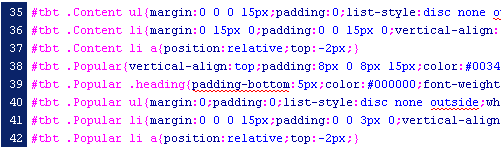 35 #tbt .Content ul{margin:0 0 0 15px;padding:0;list-style:disc none
36 #tbt .Content li{margin:0 15px 0;padding:0 0 15px 0;vertical-align:
37 #tbt .Content li a{position:relative;top:-2px;}
38 #tbt .Popular{vertical-align:top;padding:8px 0 8px 15px;color:#0034
39 #tbt .Popular .heading{padding-bottom:5px;color:#000000;font-weight
40 #tbt .Popular ul{margin:0;padding:0;list-style:disc none outside;wh
41 #tbt .Popular li{margin:0 0 0 15px;padding:0 0 3px 0;vertical-align
42 #tbt .Popular li a{position:relative;top:-2px;}